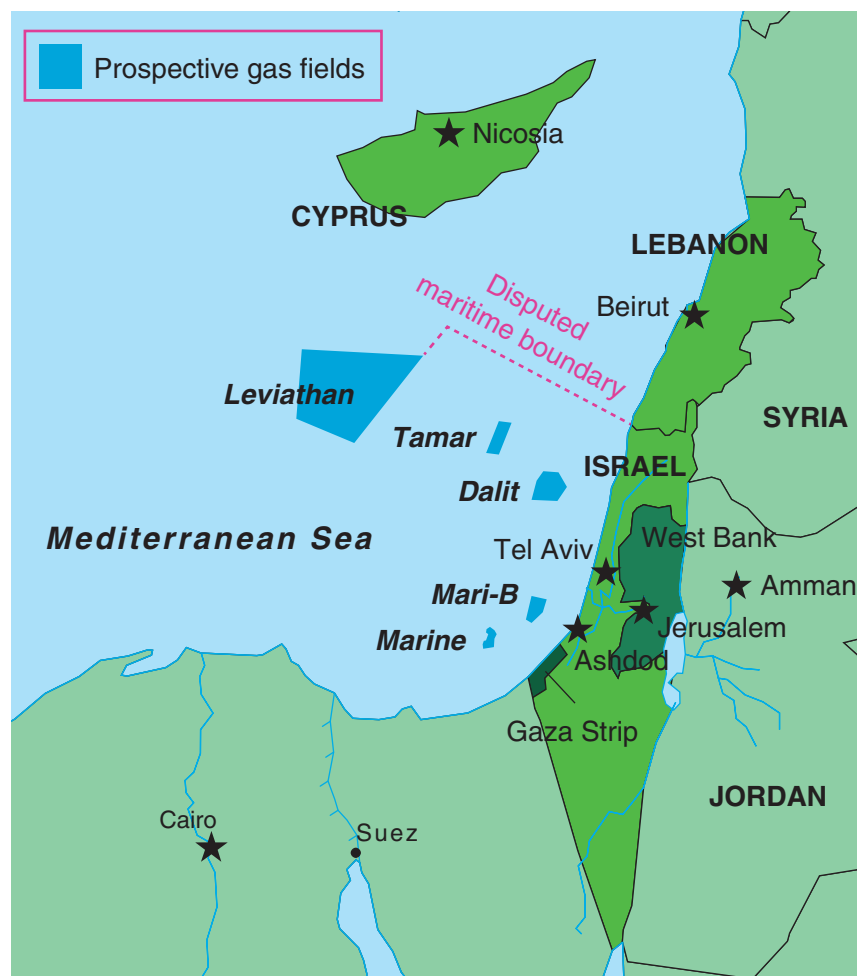 Prospective gas fields
Nicosia
CYPRUS
LEBANON
Disputed
maritime boundary
Beirut
Leviathan
SYRIA
Tamar
ISRAEL
Dalit
Mediterranean Sea
West Bank
Tel Aviv
Amman
Mari-B
Jerusalem
Marine
Ashdod
Gaza Strip
JORDAN
Cairo
Suez